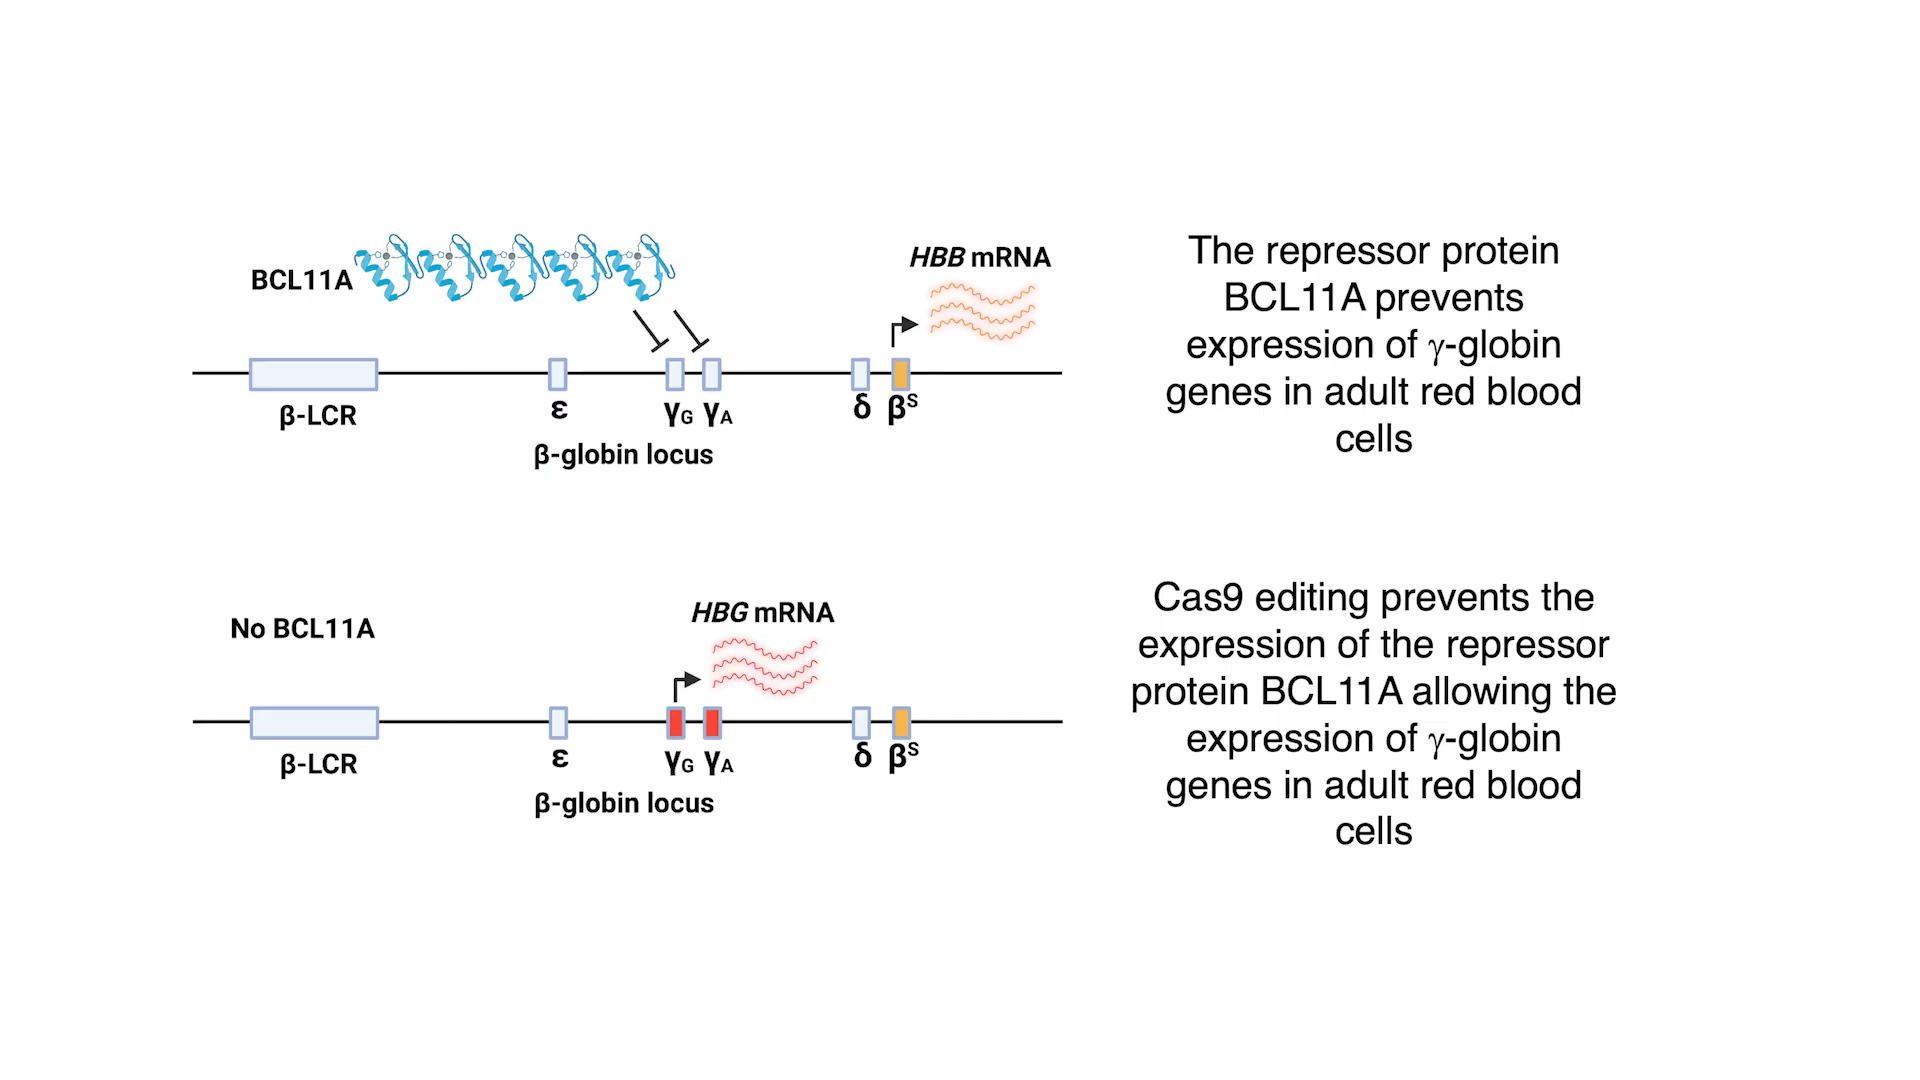 BCL11A
HBB mRNA
β-LCR
ε
γG
γA
δ
βS
β-globin locus
The repressor protein
BCL11A prevents
expression of γ-globin
genes in adult red blood
cells
No BCL11A
HBG mRNA
β-LCR
ε
γG
γA
δ
βS
β-globin locus
Cas9 editing prevents the
expression of the repressor
protein BCL11A allowing the
expression of γ-globin
genes in adult red blood
cells